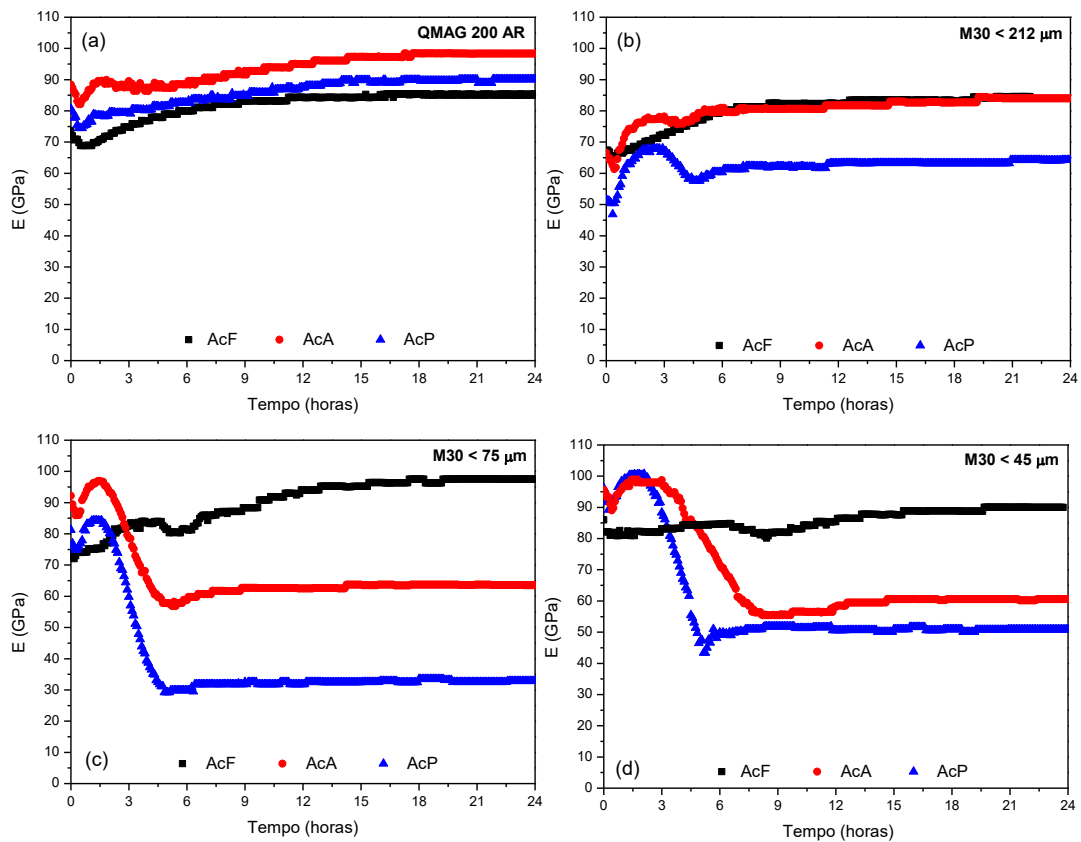 (a) QMAG 200 AR
110
100
90
80
70
60
50
40
30
20
10
0
E (GPa)
AcF AcA AcP
0 3 6 9 12 15 18 21 24
Tempo (horas)
(b) M30 < 212 μm
110
100
90
80
70
60
50
40
30
20
10
0
E (GPa)
AcF AcA AcP
0 3 6 9 12 15 18 21 24
Tempo (horas)
M30 < 75 μm
110
100
90
80
70
60
50
40
30
20
10
0
E (GPa)
(c) AcF AcA AcP
0 3 6 9 12 15 18 21 24
Tempo (horas)
M30 < 45 μm
110
100
90
80
70
60
50
40
30
20
10
0
E (GPa)
AcF AcA AcP (d)
0 3 6 9 12 15 18 21 24
Tempo (horas)